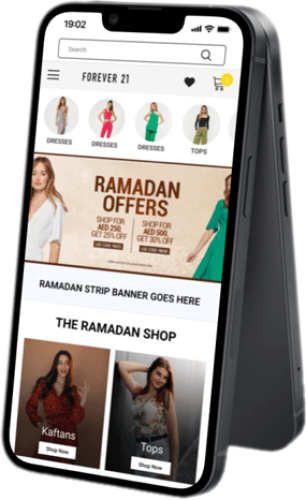 19:02
Search
FOREVER 21
DRESSES
DRESSES
DRESSES
TOPS
RAMADAN
OFFERS
SHOP FOR
AED 250,
GET 25% OFF
SHOP FOR
AED 500,
GET 30% OFF
RAMADAN STRIP BANNER GOES HERE
THE RAMADAN SHOP
Kaftans
Shop Now
Tops
Shop Now